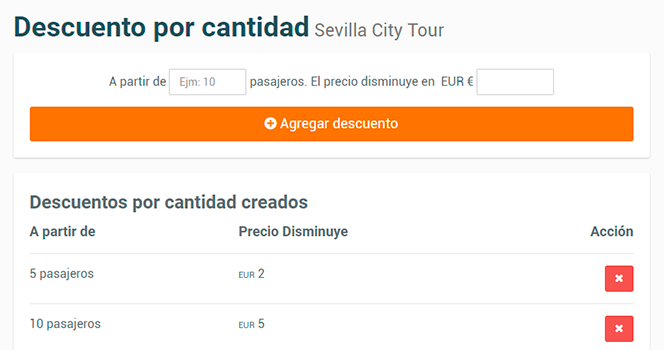 Descuento por cantidad Sevilla City Tour
A partir de Ejm: 10 pasajeros. El precio disminuye en EUR €
Agregar descuento
Descuentos por cantidad creados
A partir de Precio Disminuye Acción
5 pasajeros EUR 2
10 pasajeros EUR 5